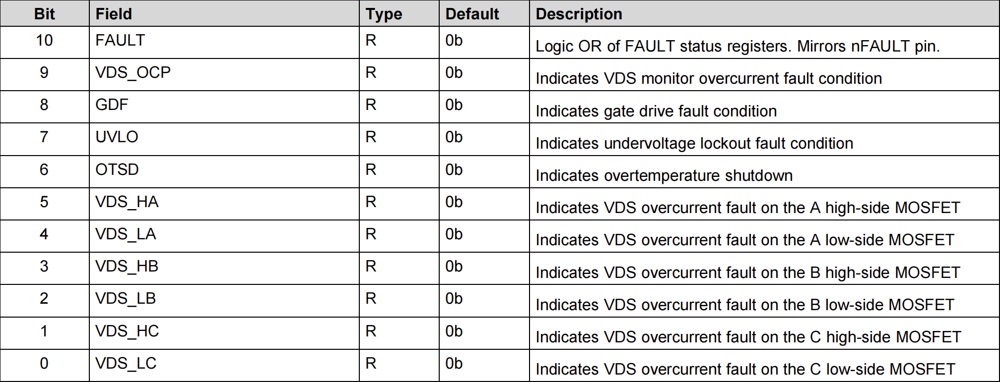 Bit Field Type Default Description
10 FAULT R 0b Logic OR of FAULT status registers. Mirrors nFAULT pin.
9 VDS_OCP R 0b Indicates VDS monitor overcurrent fault condition
8 GDF R 0b Indicates gate drive fault condition
7 UVLO R 0b Indicates undervoltage lockout fault condition
6 OTSD R 0b Indicates overtemperature shutdown
5 VDS_HA R 0b Indicates VDS overcurrent fault on the A high-side MOSFET
4 VDS_LA R 0b Indicates VDS overcurrent fault on the A low-side MOSFET
3 VDS_HB R 0b Indicates VDS overcurrent fault on the B high-side MOSFET
2 VDS_LB R 0b Indicates VDS overcurrent fault on the B low-side MOSFET
1 VDS_HC R 0b Indicates VDS overcurrent fault on the C high-side MOSFET
0 VDS_LC R 0b Indicates VDS overcurrent fault on the C low-side MOSFET